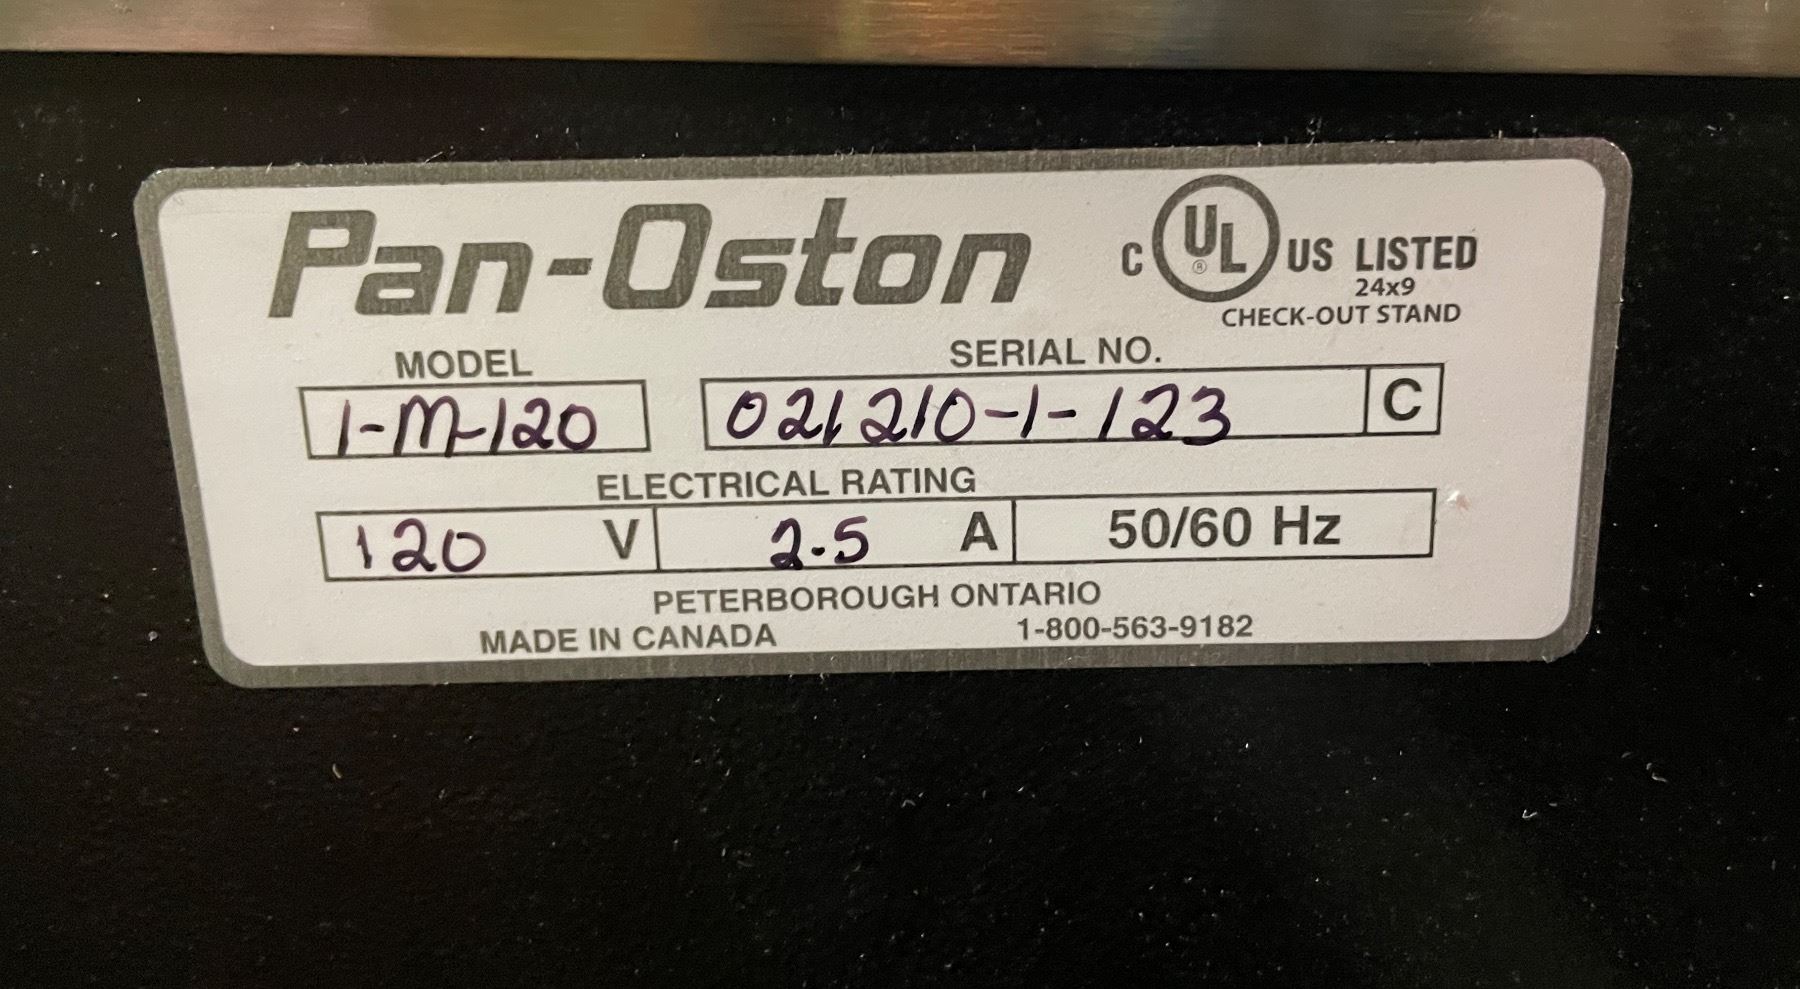 Pan-Oston
C UL ® US LISTED
24x9
CHECK-OUT STAND
MODEL
1-M-120
SERIAL NO.
021210-1-123 C
ELECTRICAL RATING
120 V 2.5 A 50/60 Hz
PETERBOROUGH ONTARIO
MADE IN CANADA 1-800-563-9182